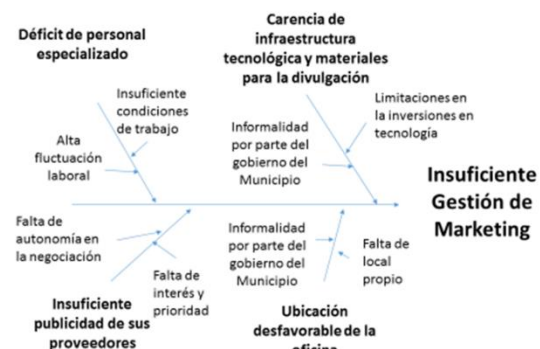 Déficit de personal
especializado
Carencia de
infraestructura
tecnológica y materiales
para la divulgación
Insuficiente
condiciones
de trabajo
Alta
fluctuación
laboral
Informalidad
por parte del
gobierno del
Municipio
Limitaciones en
la inversiones en
tecnología
Insuficiente
Gestión de
Marketing
Falta de
autonomía en
la negociación
Falta de
interés y
prioridad
Insuficiente
publicidad de sus
proveedores
Informalidad
por parte del
gobierno del
Municipio
Falta de
local
propio
Ubicación
desfavorable de la